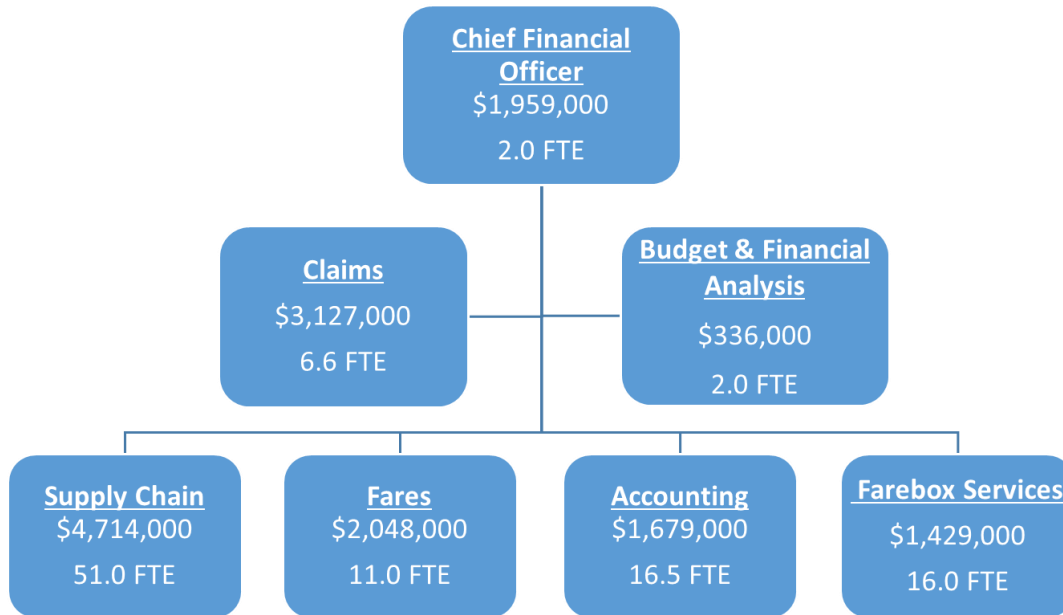 Chief Financial
Officer
$1,959,000
2.0 FTE
Claims
$3,127,000
6.6 FTE
Budget & Financial
Analysis
$336,000
2.0 FTE
Supply Chain
$4,714,000
51.0 FTE
Fares
$2,048,000
11.0 FTE
Accounting
$1,679,000
16.5 FTE
Farebox Services
$1,429,000
16.0 FTE